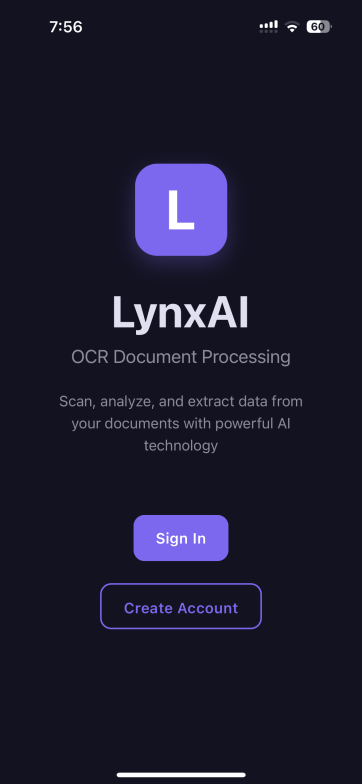 7:56
60
L
LynxAI
OCR Document Processing
Scan, analyze, and extract data from
your documents with powerful AI
technology
Sign In
Create Account